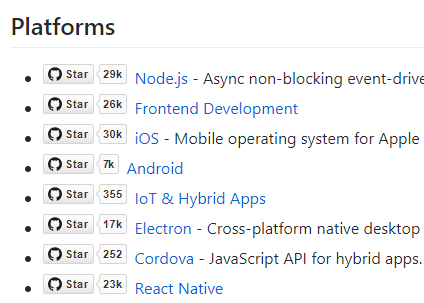 Platforms
Star 29k Node.js - Async non-blocking event-drive
Star 26k Frontend Development
Star 30k iOS - Mobile operating system for Apple
Star 7k Android
Star 355 IoT & Hybrid Apps
Star 17k Electron - Cross-platform native desktop
Star 252 Cordova - JavaScript API for hybrid apps.
Star 23k React Native